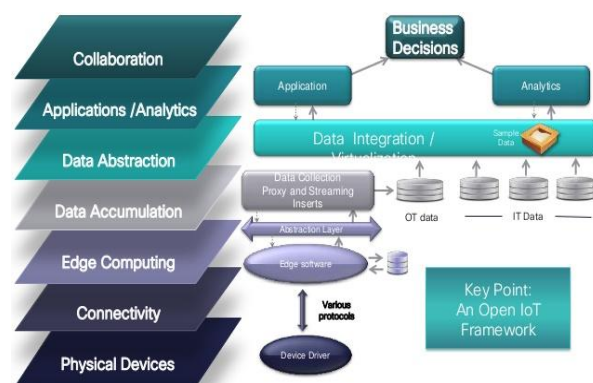 Collaboration
Applications /Analytics
Data Abstraction
Data Accumulation
Edge Computing
Connectivity
Physical Devices
Business
Decisions
Application
Analytics
Data Integration /
Virtualization
Sample
Data
Data Collection
Proxy and Streaming
Inserts
OT data
IT Data
Abstraction Layer
Edge software
Various
protocols
Device Driver
Key Point:
An Open IoT
Framework